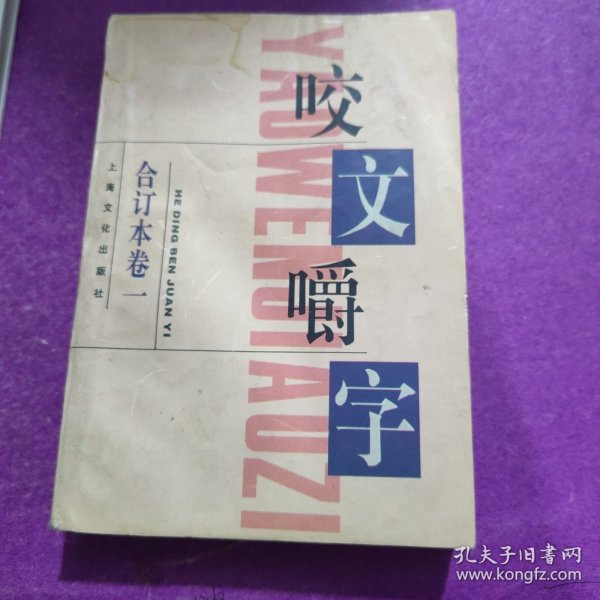 咬文嚼字
YAOWENJIAOZI
HE DING BEN JUAN YI
合订本卷一
上海文化出版社
孔夫子旧书网
www.kongfz.com